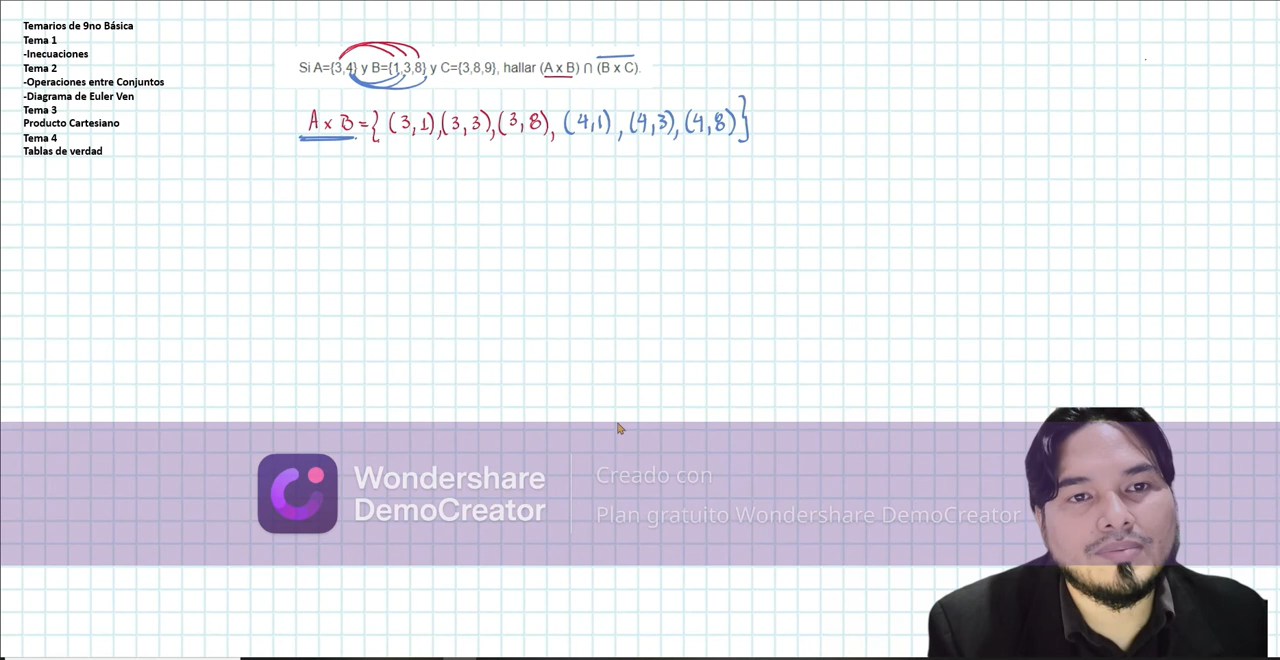 Temarios de 9no Básica
Tema 1
-Inecuaciones
Tema 2
-Operaciones entre Conjuntos
-Diagrama de Euler Ven
Tema 3
Producto Cartesiano
Tema 4
Tablas de verdad
Si A={3,4} y B={1,3,8} y C={3,8,9}, hallar (A x B) ∩ (B x C).
A x B = { (3,1),(3,3),(3,8), (4,1) , (4,3), (4,8) }
Wondershare
DemoCreator
Creado con
Plan gratuito Wondershare DemoCreator